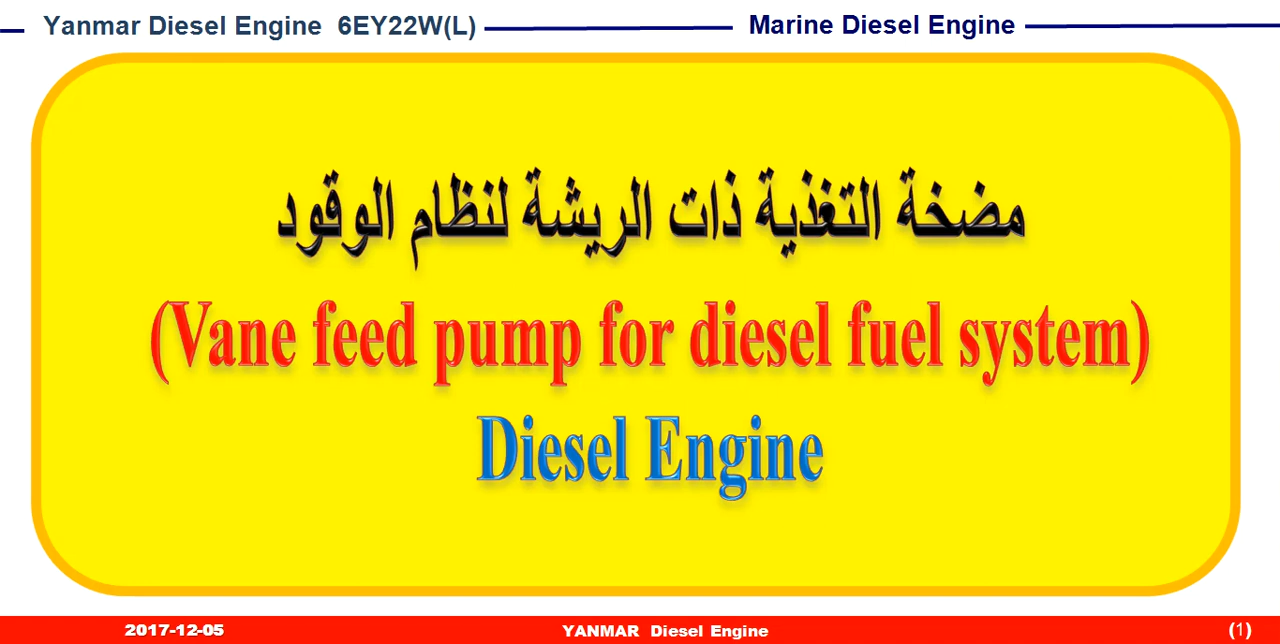 Yanmar Diesel Engine 6EY22W(L) Marine Diesel Engine
مضخة التغذية ذات الريشة لنظام الوقود
(Vane feed pump for diesel fuel system)
Diesel Engine
2017-12-05 YANMAR Diesel Engine (1)